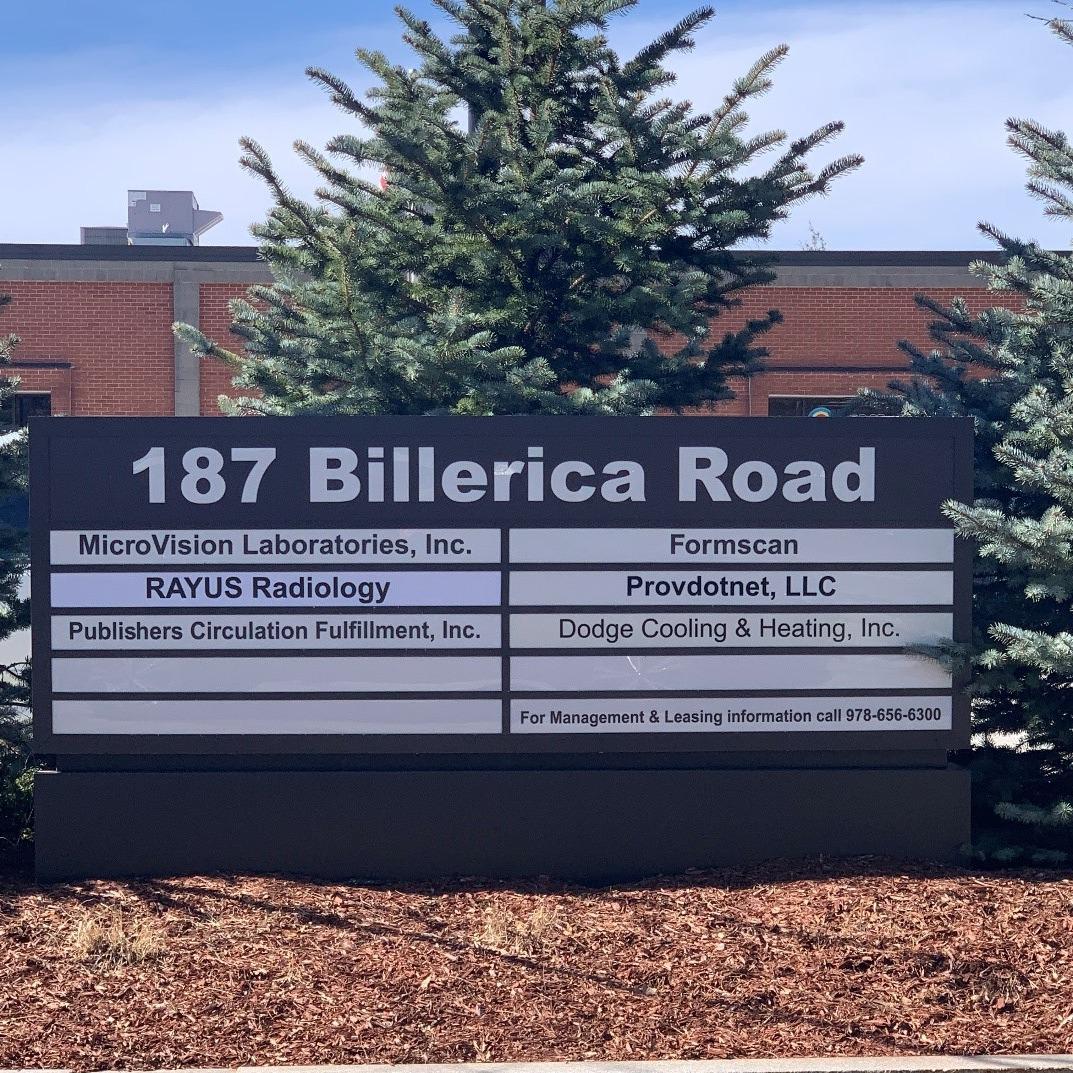 187 Billerica Road
MicroVision Laboratories, Inc.
Formscan
RAYUS Radiology
Provdotnet, LLC
Publishers Circulation Fulfillment, Inc.
Dodge Cooling & Heating, Inc.
For Management & Leasing information call 978-656-6300